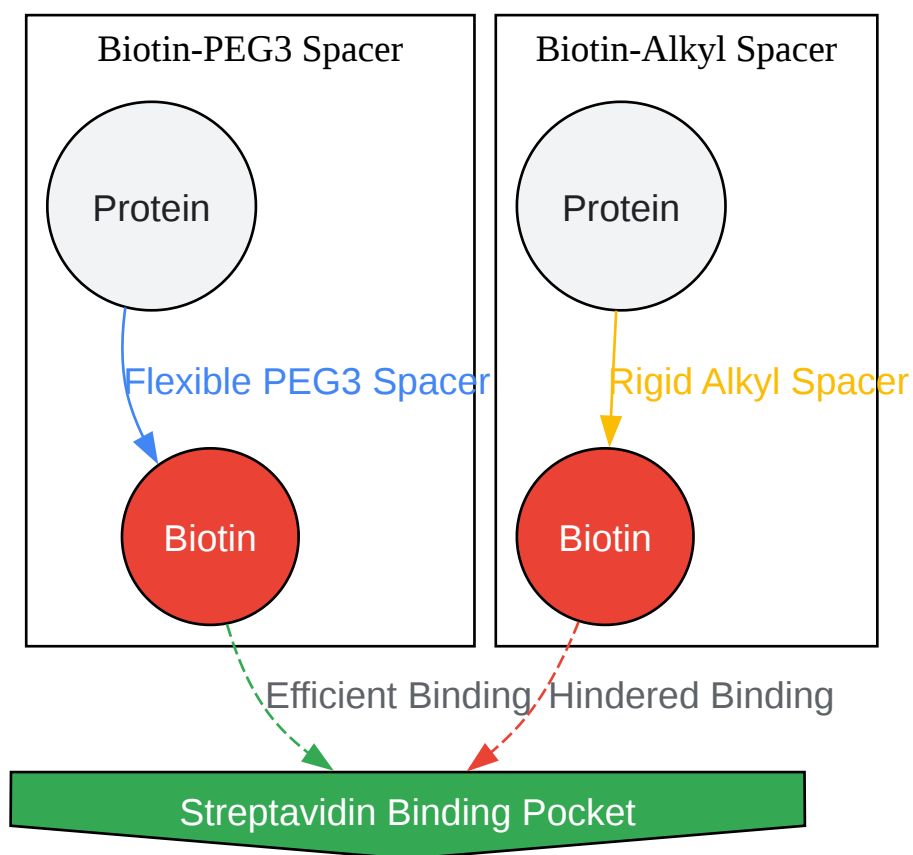 Biotin-PEG3 Spacer
Protein
Flexible PEG3 Spacer
Biotin
Efficient Binding
Biotin-Alkyl Spacer
Protein
Rigid Alkyl Spacer
Biotin
Hindered Binding
Streptavidin Binding Pocket